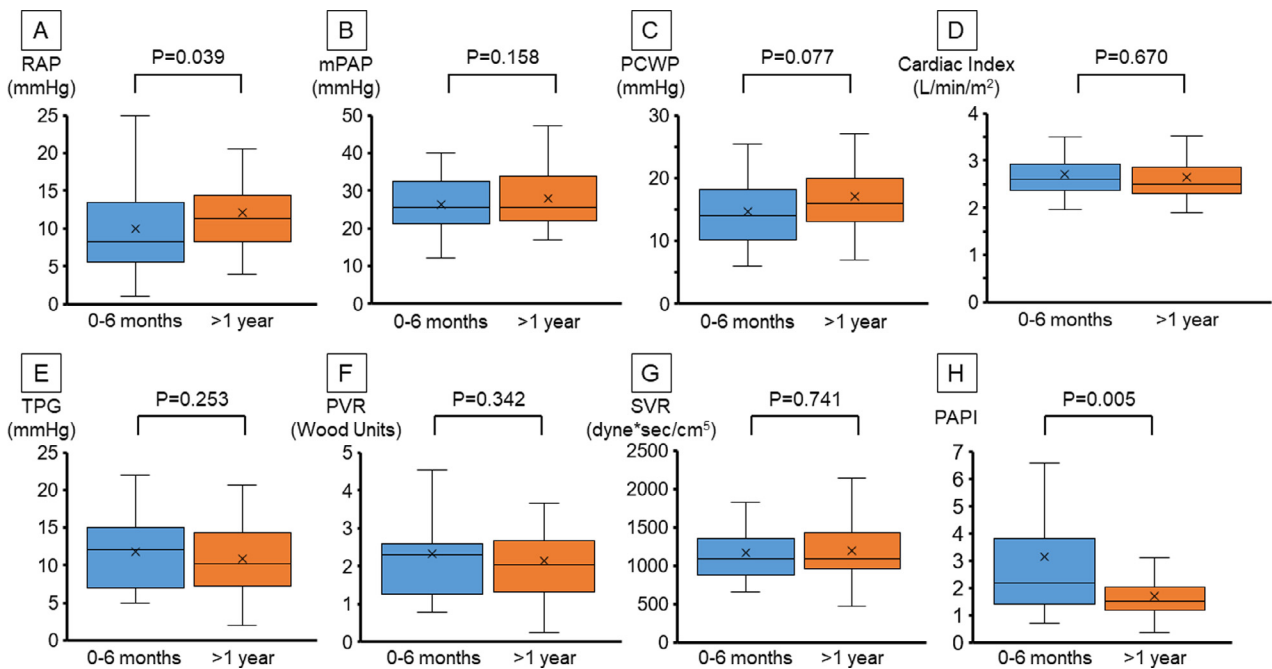 A
RAP
(mmHg)
P=0.039
25
20
15
10
5
0
0-6 months
>1 year
B
mPAP
(mmHg)
P=0.158
50
40
30
20
10
0
0-6 months
>1 year
C
PCWP
(mmHg)
P=0.077
30
20
10
0
0-6 months
>1 year
D
Cardiac Index
(L/min/m²)
P=0.670
4
3
2
1
0
0-6 months
>1 year
E
TPG
(mmHg)
P=0.253
25
20
15
10
5
0
0-6 months
>1 year
F
PVR
(Wood Units)
P=0.342
5
4
3
2
1
0
0-6 months
>1 year
G
SVR
(dyne*sec/cm⁵)
P=0.741
2500
2000
1500
1000
500
0
0-6 months
>1 year
H
PAPI
P=0.005
7
6
5
4
3
2
1
0
0-6 months
>1 year